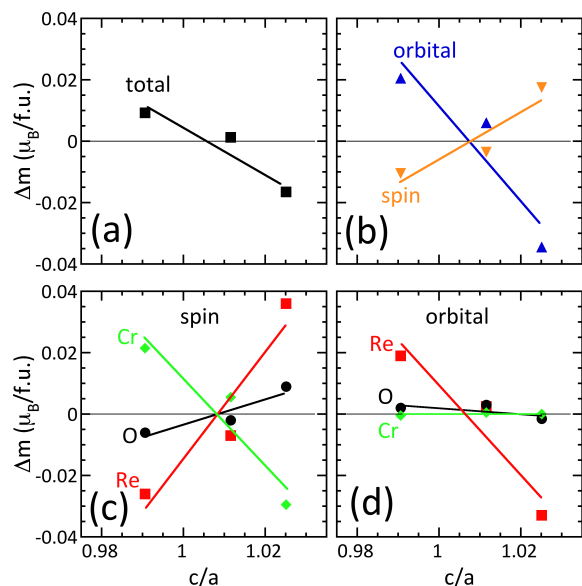 0.04
0.02
0
-0.02
-0.04
Δm (μB/f.u.)
total
(a)
orbital
spin
(b)
0.04
0.02
0
-0.02
-0.04
Δm (μB/f.u.)
spin
Cr
O
Re
(c)
orbital
Re
O
Cr
(d)
0.98 1 1.02
c/a
0.98 1 1.02
c/a